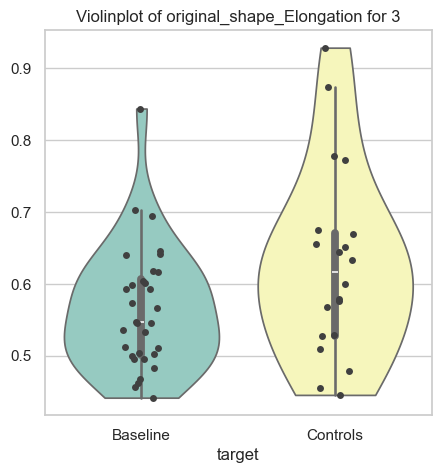 Violinplot of original_shape_Elongation for 3
0.9
0.8
0.7
0.6
0.5
Baseline
Controls
target